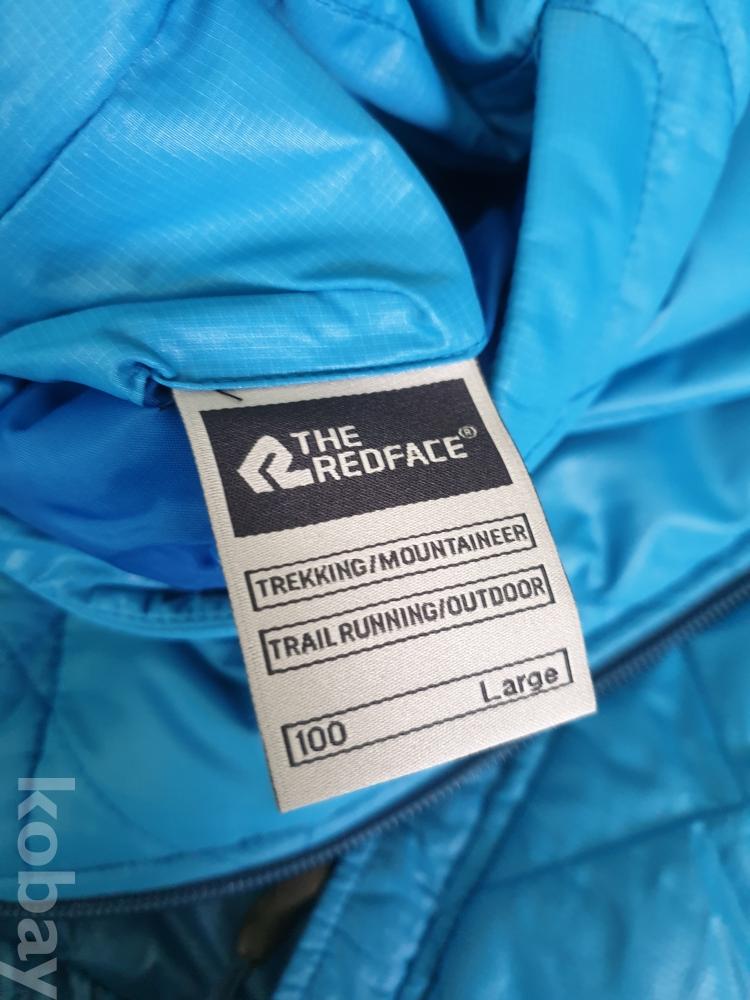 THE
REDFACE®
TREKKING/MOUNTAINEER
TRAIL RUNNING/OUTDOOR
100 Large
kobay